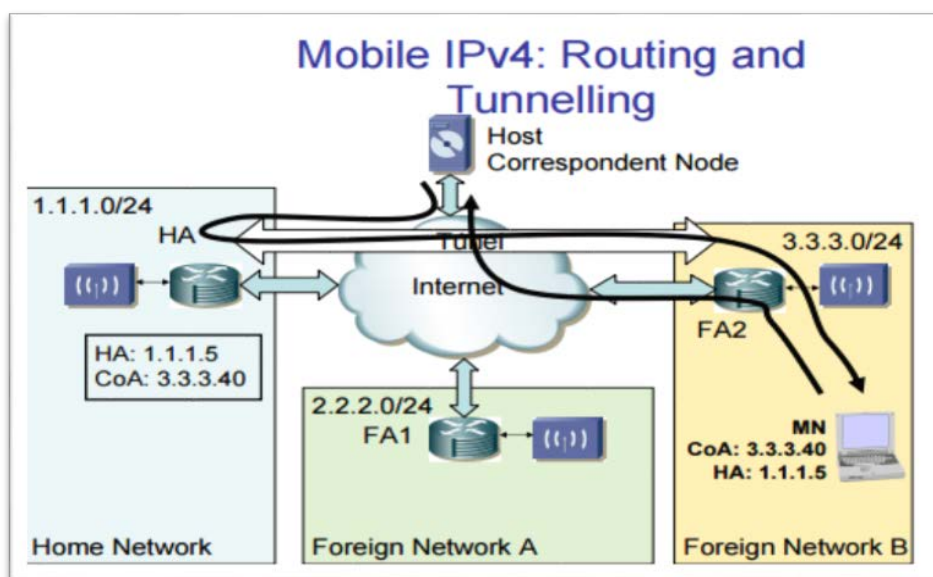 Mobile IPv4: Routing and
Tunnelling
Host
Correspondent Node
1.1.1.0/24
HA
Túnel
Internet
3.3.3.0/24
FA2
HA: 1.1.1.5
CoA: 3.3.3.40
2.2.2.0/24
FA1
MN
CoA: 3.3.3.40
HA: 1.1.1.5
Home Network
Foreign Network A
Foreign Network B